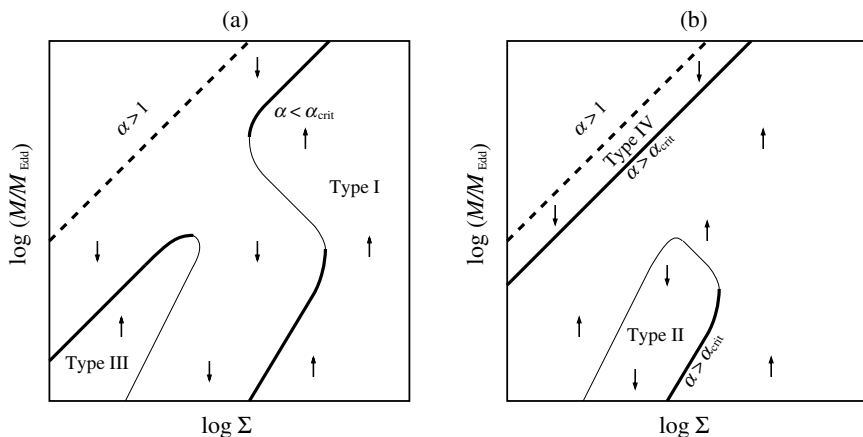 (a)
(b)
α > 1
α < α_crit
Type I
Type III
log (M/M_Edd)
log Σ
α > 1
Type IV
α > α_crit
Type II
α > α_crit
log (M/M_Edd)
log Σ